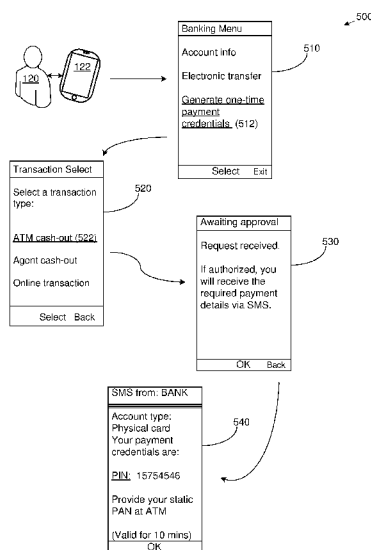 500
120
122
Banking Menu
Account info
Electronic transfer
Generate one-time
payment
credentials (512)
Select Exit
510
Transaction Select
Select a transaction
type:
ATM cash-out (522)
Agent cash-out
Online transaction
Select Back
520
Awaiting approval
Request received.
If authorized, you
will receive the
required payment
details via SMS.
OK Back
530
SMS from: BANK
Account type:
Physical card
Your payment
credentials are:
PIN: 15754546
Provide your static
PAN at ATM
(Valid for 10 mins)
OK
540